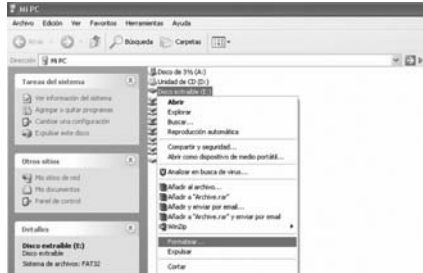 Mi PC
Archivo Edición Ver Favoritos Herramientas Ayuda
Búsqueda Carpetas
Dirección Mi PC
Tareas del sistema
Ver información del sistema
Agregar o quitar programas
Cambiar una configuración
Expulsar este disco
Otros sitios
Mis sitios de red
Mis documentos
Panel de control
Detalles
Disco extraíble (E:)
Disco extraíble
Sistema de archivos: FAT32
Disco de 3½ (A:)
Unidad de CD (D:)
Disco extraíble (E:)
Abrir
Explorar
Buscar...
Reproducción automática
Compartir y seguridad...
Abrir como dispositivo de medio portátil...
Analizar en busca de virus...
Añadir al archivo...
Añadir a "Archive.rar"
Añadir y enviar por email...
Añadir a "Archive.rar" y enviar por email
WinZip
Formatear...
Expulsar
Cortar